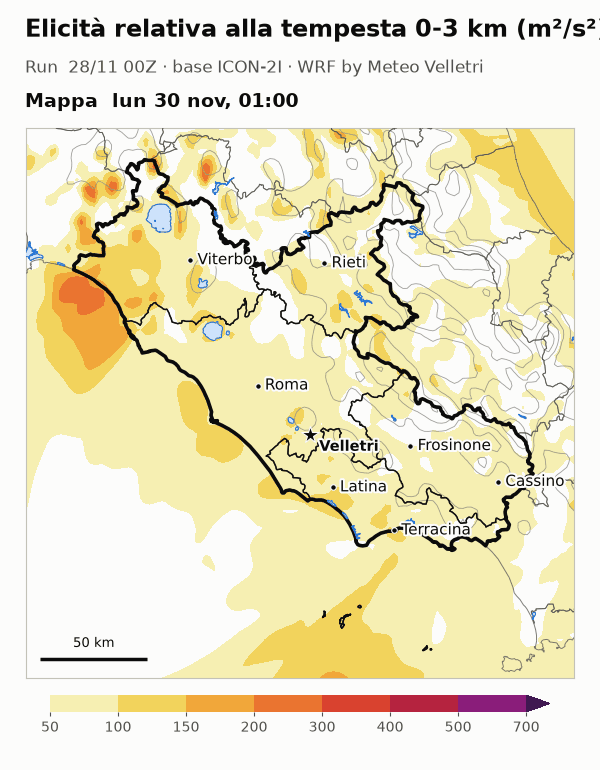 Elicità relativa alla tempesta 0-3 km (m²/s²)
Run 28/11 00Z · base ICON-2I · WRF by Meteo Velletri
Mappa lun 30 nov, 01:00
Viterbo
Rieti
Roma
Velletri
Frosinone
Cassino
Latina
Terracina
50 km
50 100 150 200 300 400 500 700